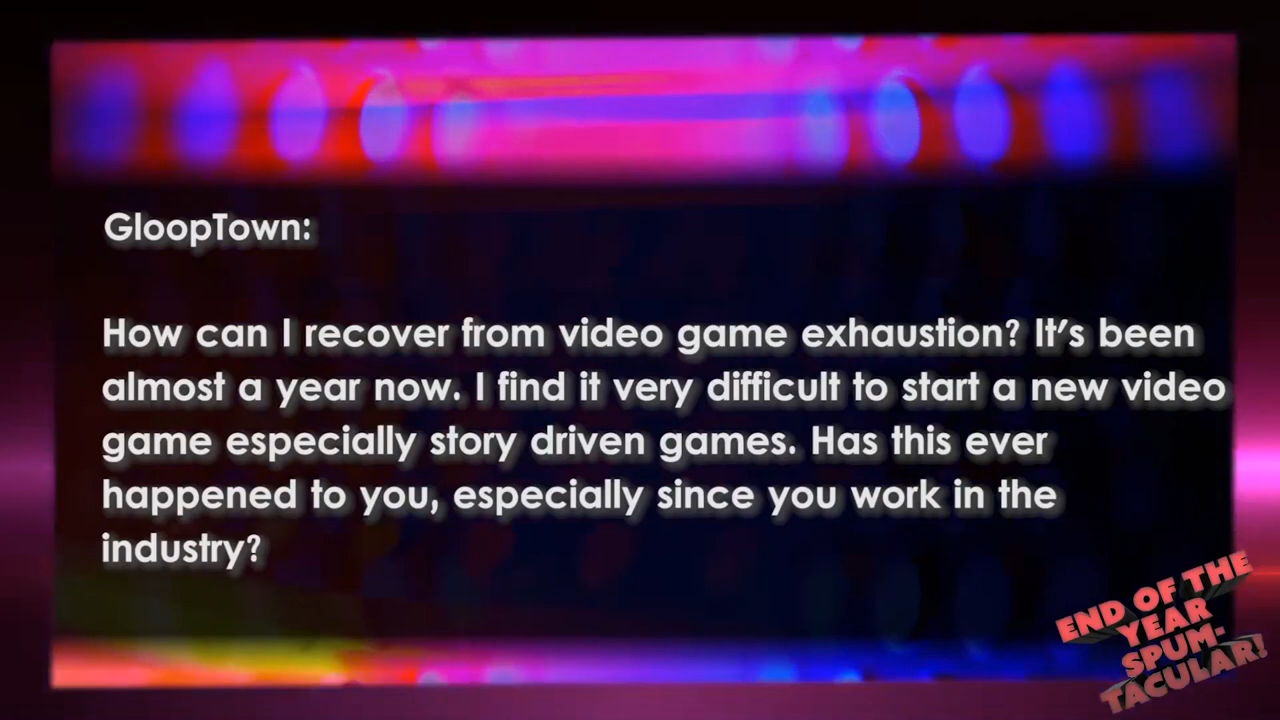 GloopTown:
How can I recover from video game exhaustion? It's been
almost a year now. I find it very difficult to start a new video
game especially story driven games. Has this ever
happened to you, especially since you work in the
industry?
END OF THE
YEAR
SPUM-
TACULAR!